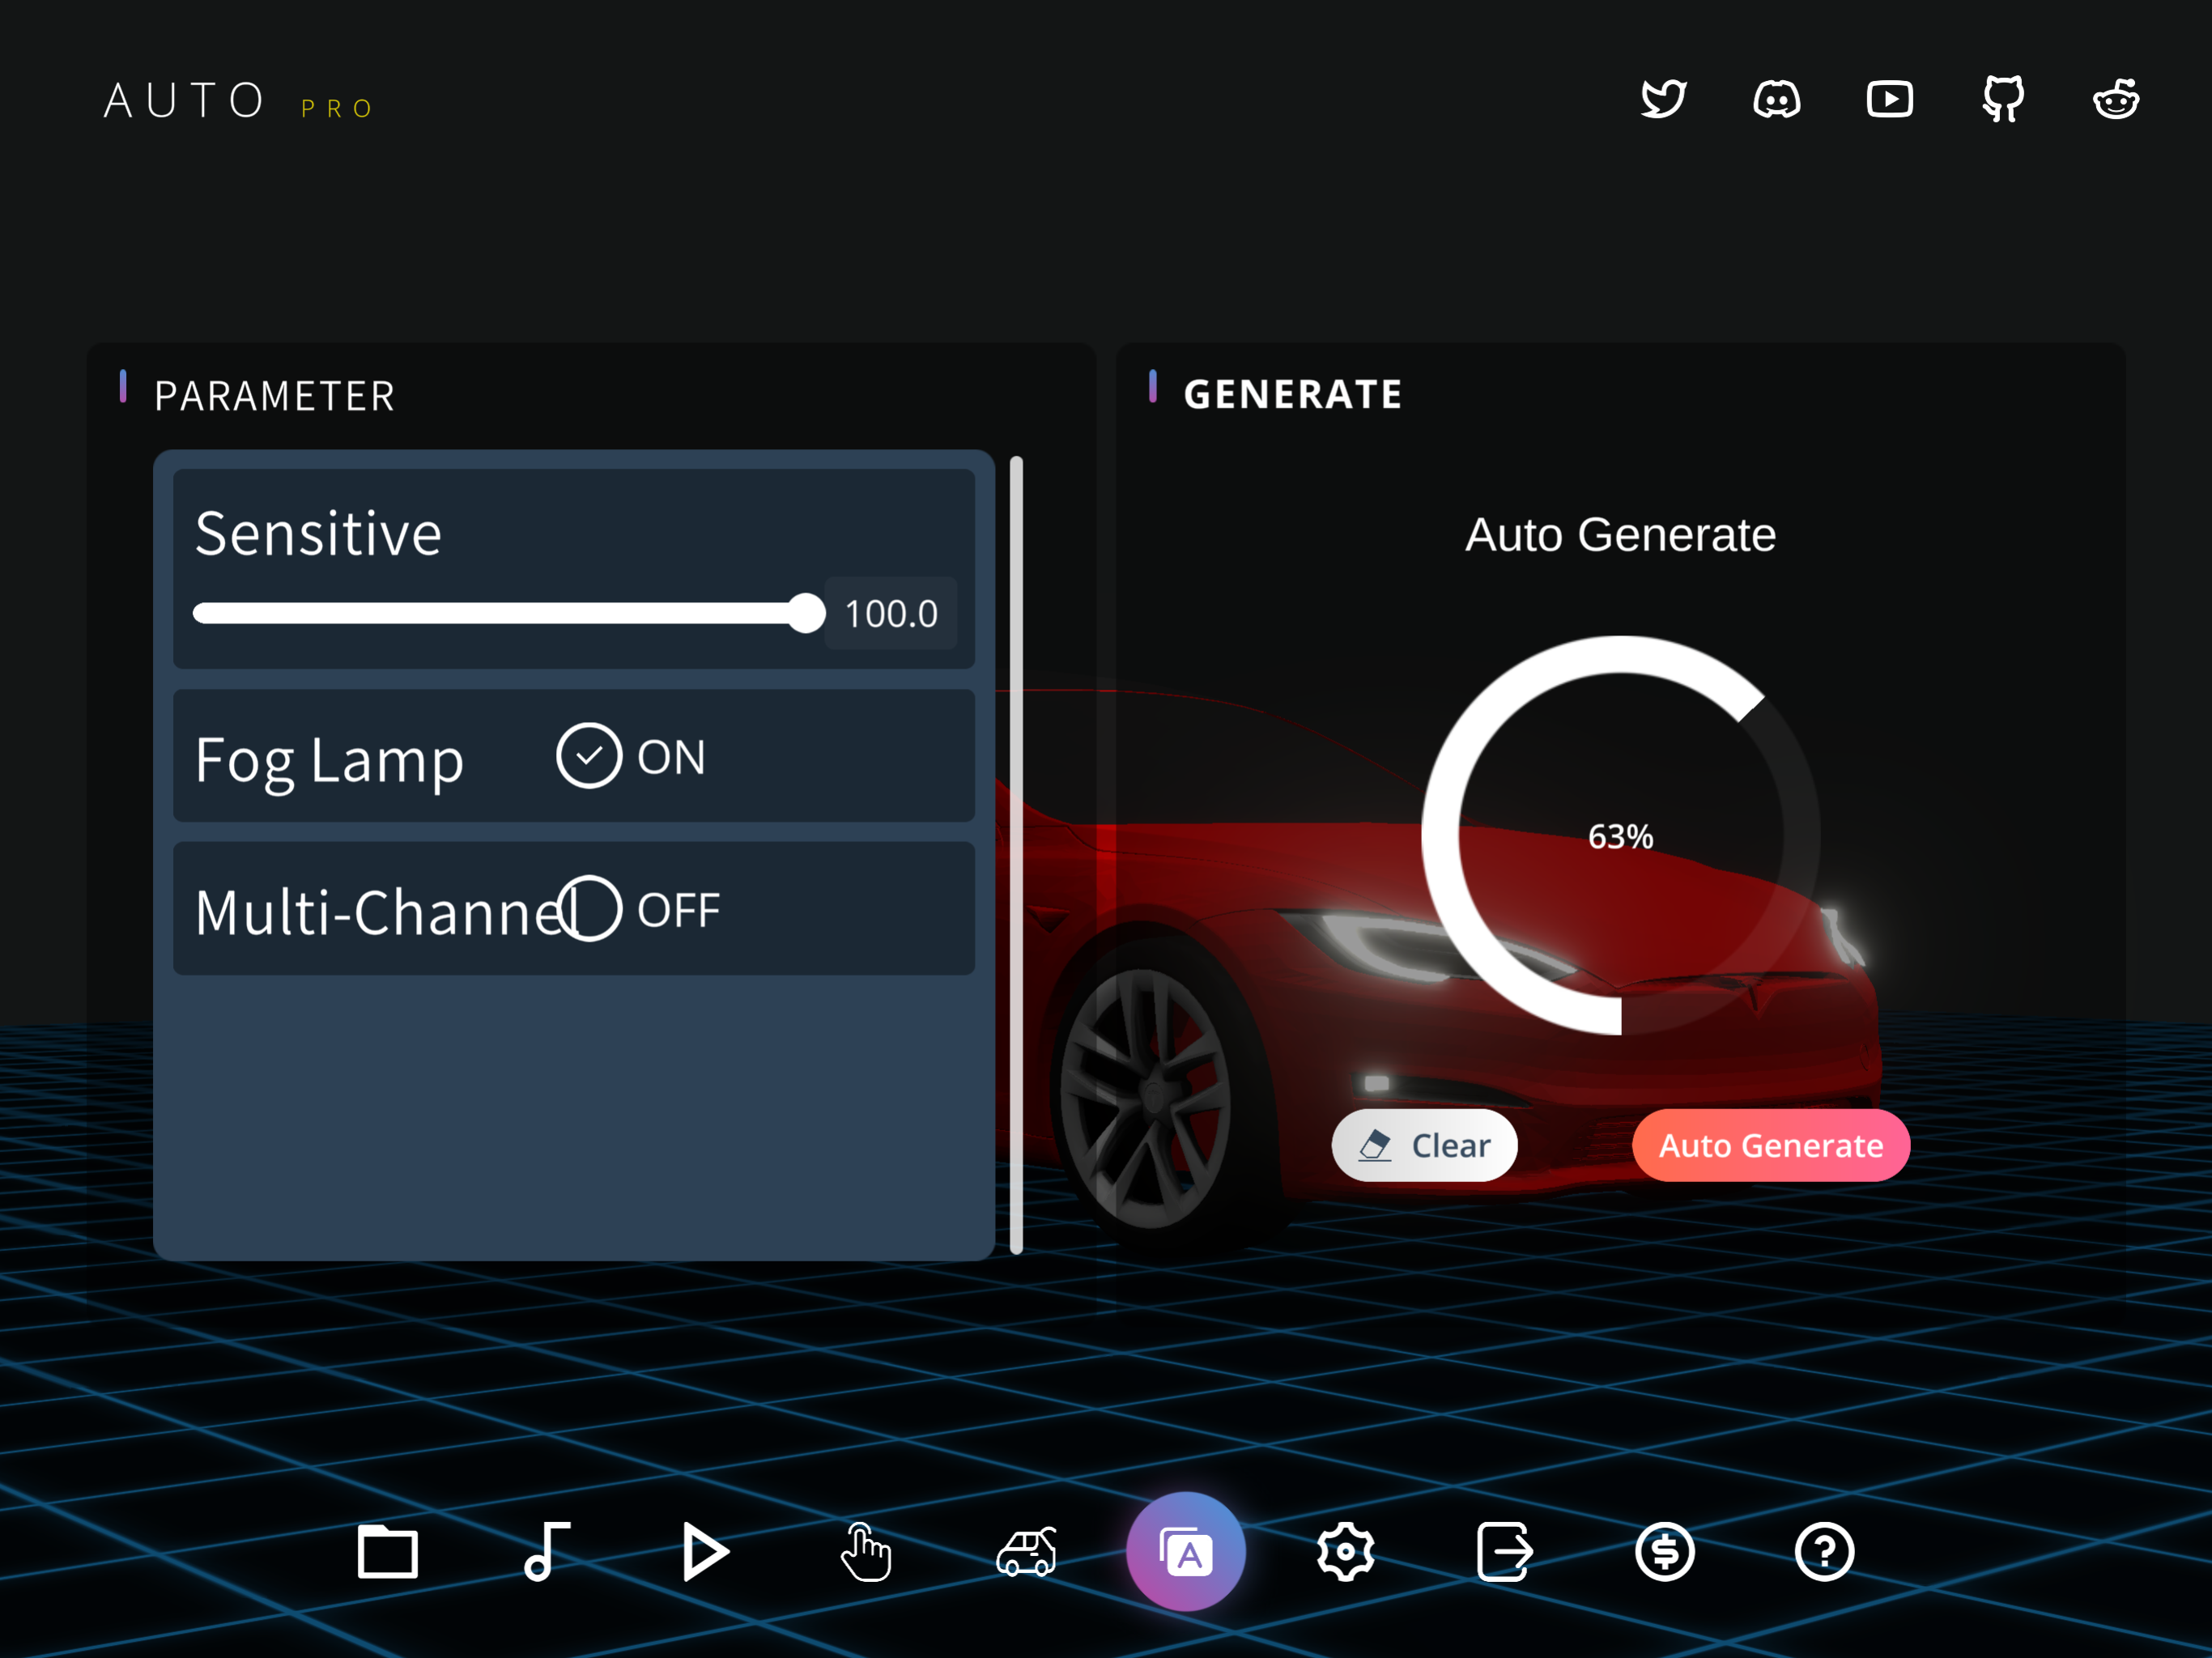 AUTO PRO
PARAMETER
Sensitive
100.0
Fog Lamp ON
Multi-Channel OFF
GENERATE
Auto Generate
63%
Clear
Auto Generate
A